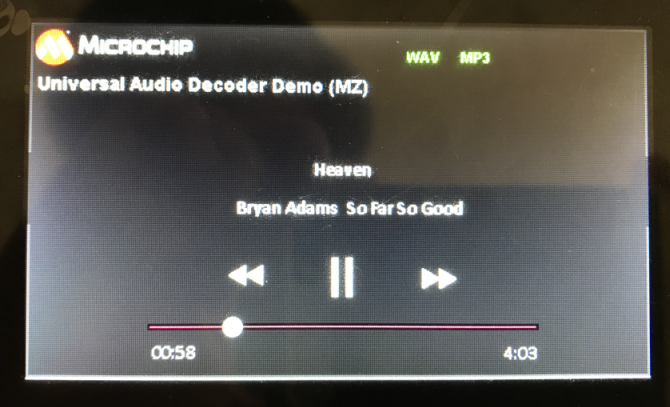 Microchip
WAV MP3
Universal Audio Decoder Demo (MZ)
Heaven
Bryan Adams So Far So Good
00:58 4:03